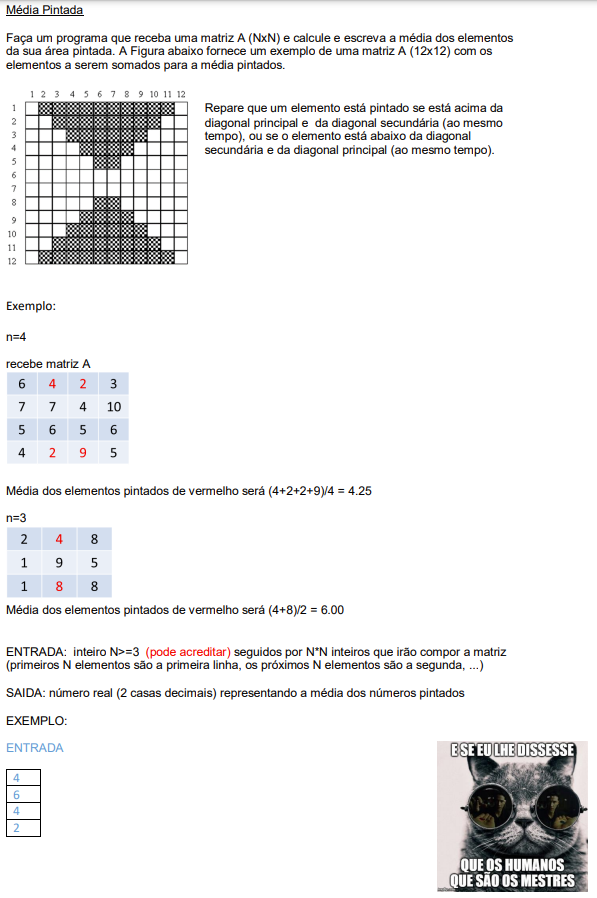 Média Pintada
Faça um programa que receba uma matriz A (NxN) e calcule e escreva a média dos elementos
da sua área pintada. A Figura abaixo fornece um exemplo de uma matriz A (12x12) com os
elementos a serem somados para a média pintados.
1 2 3 4 5 6 7 8 9 10 11 12
1
2
3
4
5
6
7
8
9
10
11
12
Repare que um elemento está pintado se está acima da
diagonal principal e da diagonal secundária (ao mesmo
tempo), ou se o elemento está abaixo da diagonal
secundária e da diagonal principal (ao mesmo tempo).
Exemplo:
n=4
recebe matriz A
6 4 2 3
7 7 4 10
5 6 5 6
4 2 9 5
Média dos elementos pintados de vermelho será (4+2+2+9)/4 = 4.25
n=3
2 4 8
1 9 5
1 8 8
Média dos elementos pintados de vermelho será (4+8)/2 = 6.00
ENTRADA: inteiro N>=3 (pode acreditar) seguidos por N*N inteiros que irão compor a matriz
(primeiros N elementos são a primeira linha, os próximos N elementos são a segunda, ...)
SAIDA: número real (2 casas decimais) representando a média dos números pintados
EXEMPLO:
ENTRADA
4
6
4
2
E SE EU LHE DISSESSE
QUE OS HUMANOS
QUE SÃO OS MESTRES